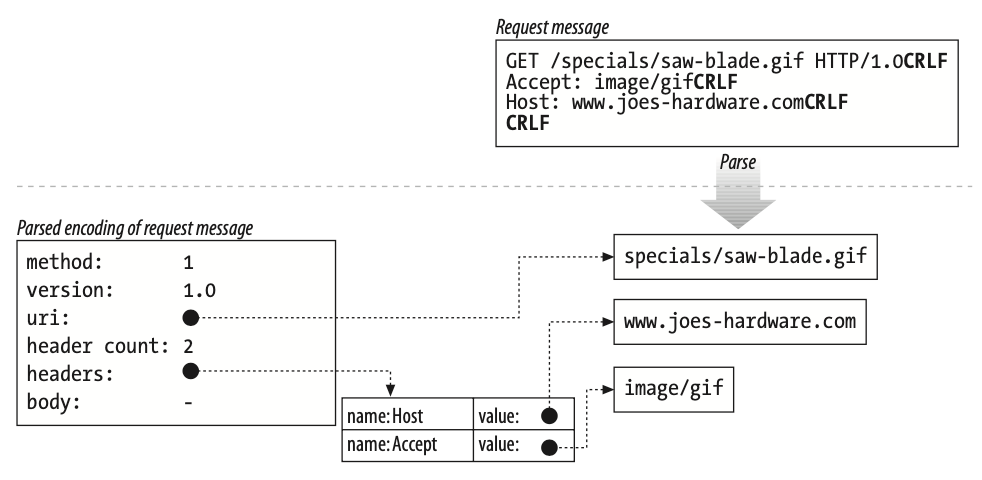 Request message
GET /specials/saw-blade.gif HTTP/1.0CRLF
Accept: image/gifCRLF
Host: www.joes-hardware.comCRLF
CRLF
Parse
Parsed encoding of request message
method: 1
version: 1.0
uri:
header count: 2
headers:
body: -
name:Host value:
name:Accept value:
specials/saw-blade.gif
www.joes-hardware.com
image/gif